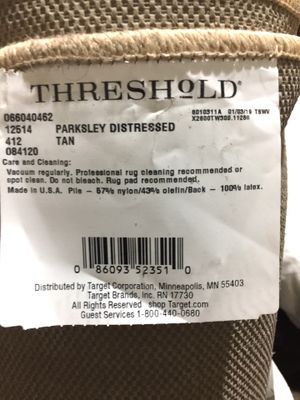 THRESHOLD
066040462
12514 PARKSLEY DISTRESSED
412 TAN
084120
Care and Cleaning:
Vacuum regularly. Professional rug cleaning recommended or
spot clean. Do not bleach. Rug pad recommended.
Made in U.S.A. Pile - 57% nylon/43% olefin/Back - 100% latex.
0 86093 52351 0
Distributed by Target Corporation, Minneapolis, MN 55403
Target Brands, Inc. RN 17730
All Rights Reserved shop Target.com
Guest Services 1-800-440-0680